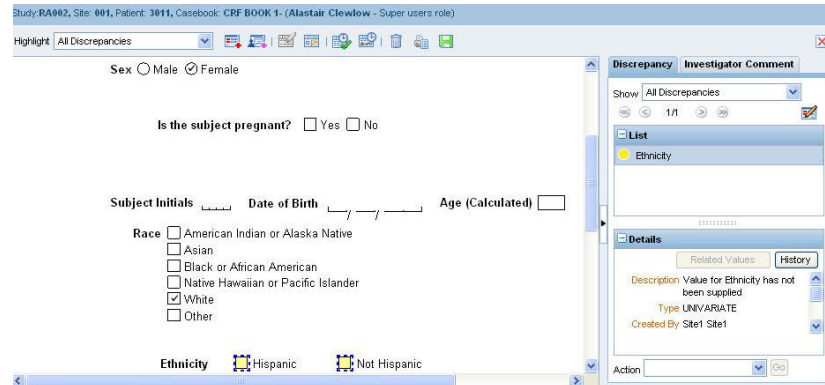 Study:RA002, Site: 001, Patient: 3011, Casebook: CRF BOOK 1- (Alastair Clewlow - Super users role)
Highlight All Discrepancies
Sex Male Female
Is the subject pregnant? Yes No
Subject Initials Date of Birth / / Age (Calculated)
Race American Indian or Alaska Native
Asian
Black or African American
Native Hawaiian or Pacific Islander
White
Other
Ethnicity Hispanic Not Hispanic
Discrepancy Investigator Comment
Show All Discrepancies
1/1
List
Ethnicity
Details
Related Values History
Description Value for Ethnicity has not
been supplied
Type UNIVARIATE
Created By Site1 Site1
Action Go